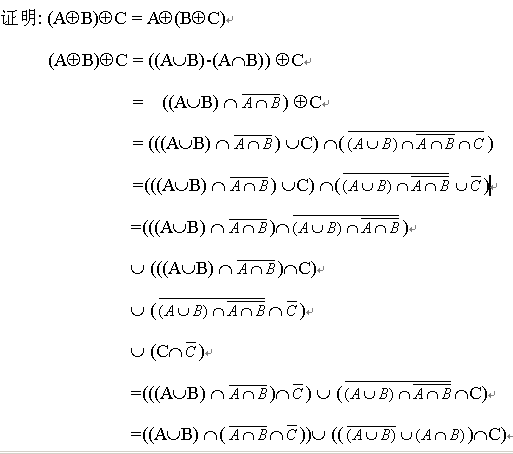 证明: (A⊕B)⊕C = A⊕(B⊕C)
(A⊕B)⊕C = ((A∪B)-(A∩B)) ⊕C
= ((A∪B) ∩ \overline{A∩B}) ⊕C
= (((A∪B) ∩ \overline{A∩B}) ∪C) ∩(\overline{(A∪B)∩\overline{A∩B}∩C})
=(((A∪B) ∩ \overline{A∩B}) ∪C) ∩(\overline{(A∪B)∩\overline{A∩B}}∪\overline{C})
=(((A∪B) ∩ \overline{A∩B})∩\overline{(A∪B)∩\overline{A∩B}})
∪ (((A∪B) ∩ \overline{A∩B})∩C)
∪ (\overline{(A∪B)∩\overline{A∩B}}∩\overline{C})
∪ (C∩\overline{C})
=(((A∪B) ∩ \overline{A∩B})∩\overline{C}) ∪ (\overline{(A∪B)∩\overline{A∩B}}∩C)
=((A∪B) ∩(\overline{A∩B}∩\overline{C}))∪ ((\overline{(A∪B)}∪(A∩B))∩C)